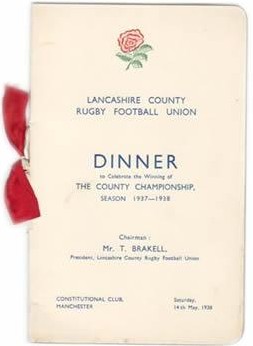 LANCASHIRE COUNTY
RUGBY FOOTBALL UNION
DINNER
to Celebrate the Winning of
THE COUNTY CHAMPIONSHIP,
SEASON 1937—1938
Chairman:
Mr. T. BRAKELL,
President, Lancashire County Rugby Football Union
CONSTITUTIONAL CLUB,
MANCHESTER
Saturday,
14th May, 1938